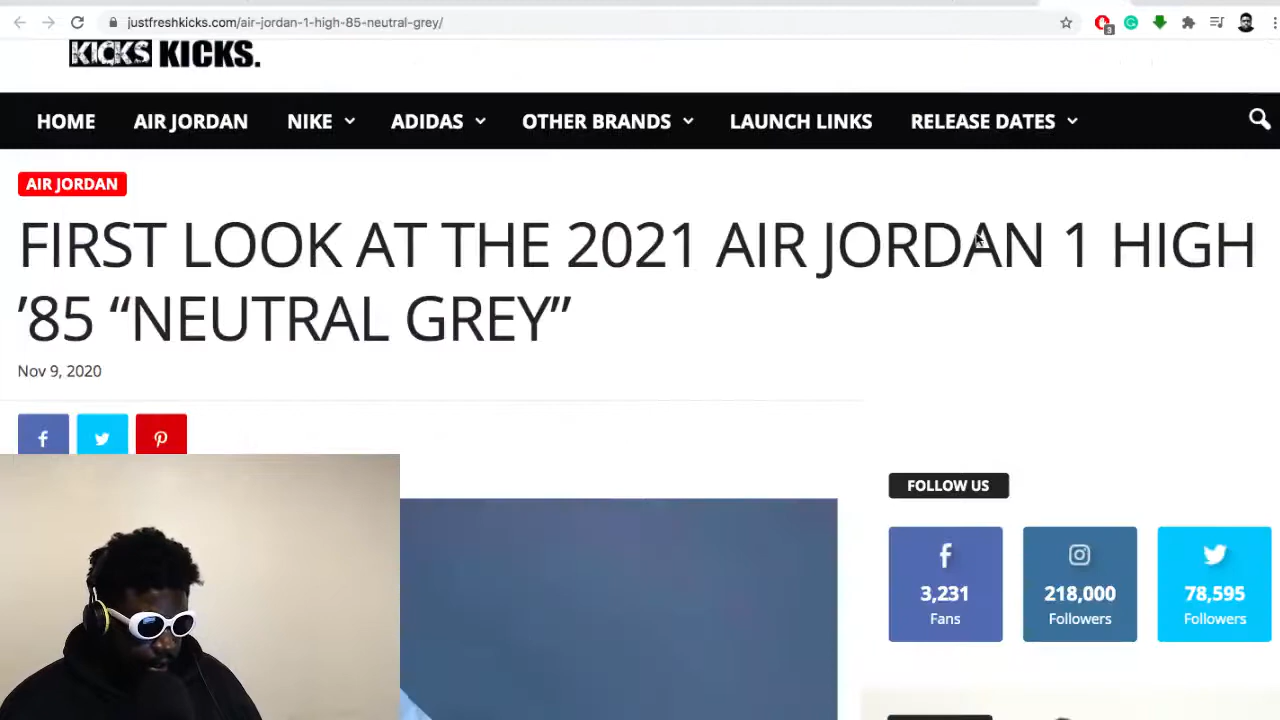 justfreshkicks.com/air-jordan-1-high-85-neutral-grey/
3
KICKS KICKS.
HOME AIR JORDAN NIKE ADIDAS OTHER BRANDS LAUNCH LINKS RELEASE DATES
AIR JORDAN
FIRST LOOK AT THE 2021 AIR JORDAN 1 HIGH
’85 “NEUTRAL GREY”
Nov 9, 2020
FOLLOW US
3,231 218,000 78,595
Fans Followers Followers